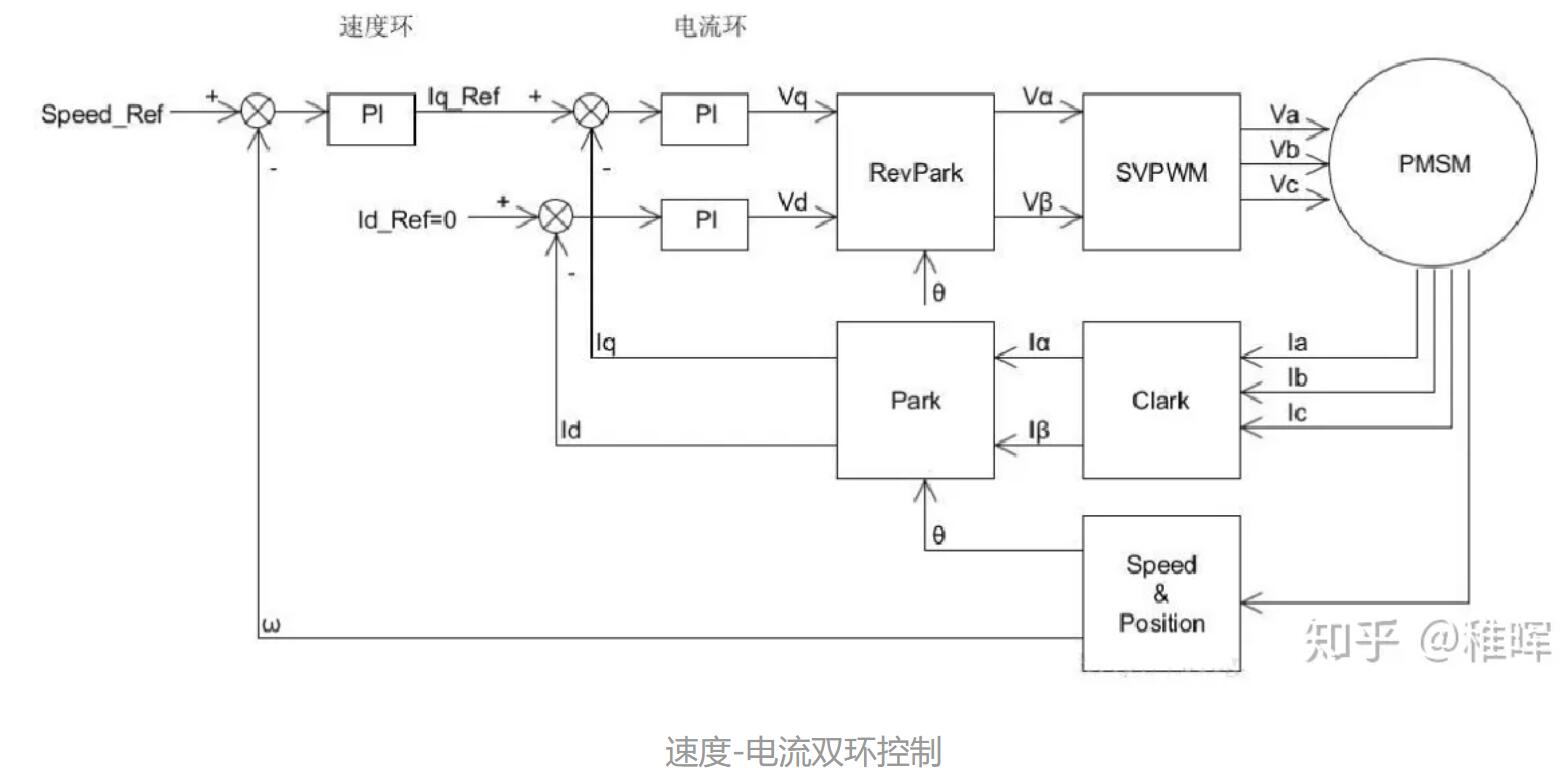 速度环
电流环
Speed_Ref
+
-
PI
Iq_Ref
+
-
PI
Vq
Id_Ref=0
+
-
PI
Vd
RevPark
θ
Vα
Vβ
SVPWM
Va
Vb
Vc
PMSM
Iq
Id
Park
Iα
Iβ
Clark
Ia
Ib
Ic
θ
ω
Speed
&
Position
知乎 @稚晖
速度-电流双环控制